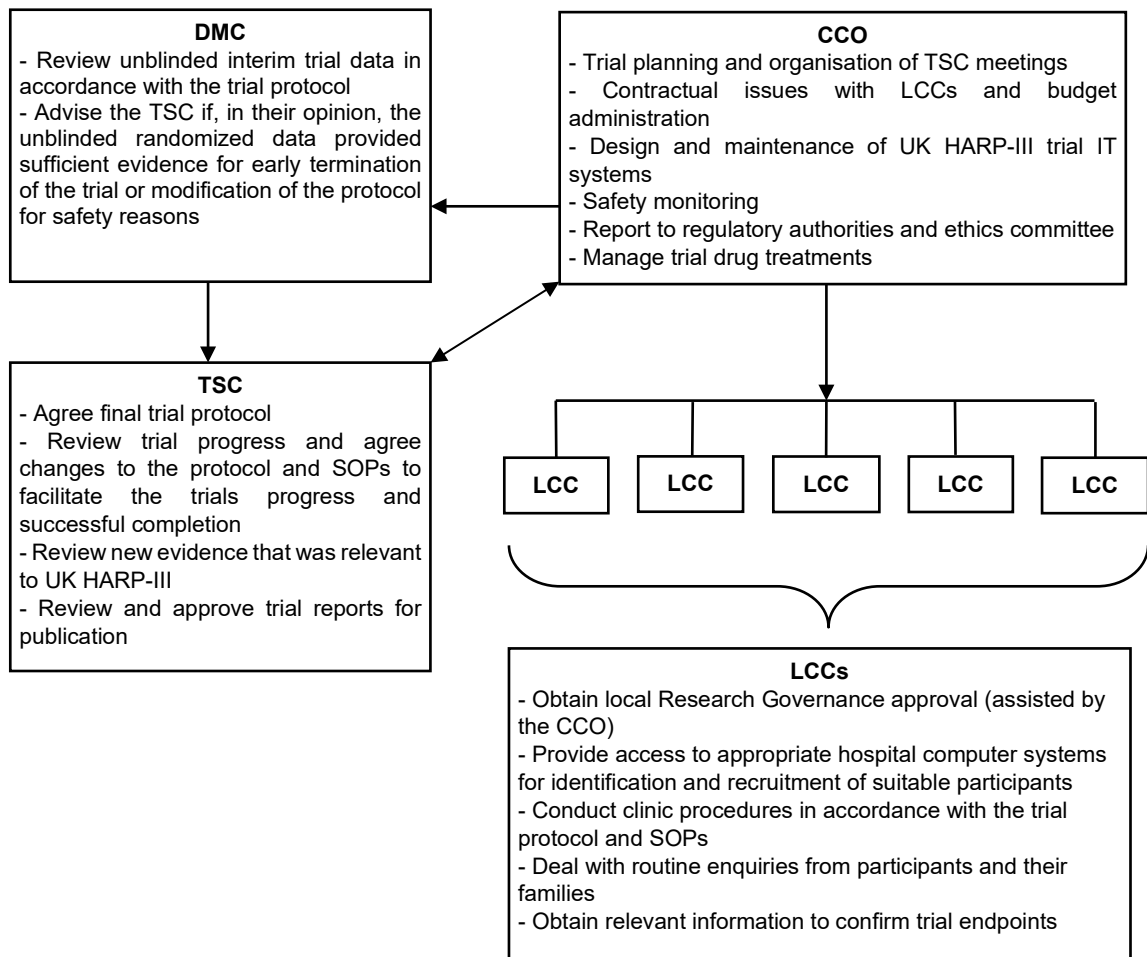 DMC
- Review unblinded interim trial data in
accordance with the trial protocol
- Advise the TSC if, in their opinion, the
unblinded randomized data provided
sufficient evidence for early termination
of the trial or modification of the protocol
for safety reasons
CCO
- Trial planning and organisation of TSC meetings
- Contractual issues with LCCs and budget
administration
- Design and maintenance of UK HARP-III trial IT
systems
- Safety monitoring
- Report to regulatory authorities and ethics committee
- Manage trial drug treatments
TSC
- Agree final trial protocol
- Review trial progress and agree
changes to the protocol and SOPs to
facilitate the trials progress and
successful completion
- Review new evidence that was relevant
to UK HARP-III
- Review and approve trial reports for
publication
LCC
LCC
LCC
LCC
LCC
LCCs
- Obtain local Research Governance approval (assisted by
the CCO)
- Provide access to appropriate hospital computer systems
for identification and recruitment of suitable participants
- Conduct clinic procedures in accordance with the trial
protocol and SOPs
- Deal with routine enquiries from participants and their
families
- Obtain relevant information to confirm trial endpoints